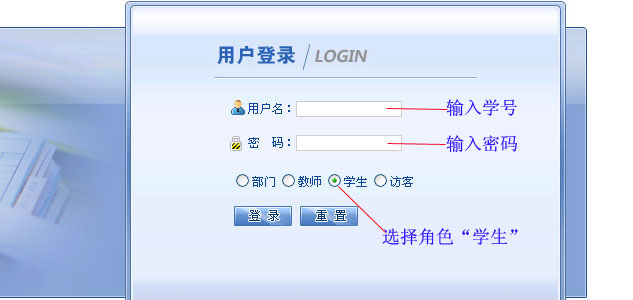 用户登录 / LOGIN
用户名： 输入学号
密 码： 输入密码
部门 教师 学生 访客
登 录 重 置
选择角色“学生”